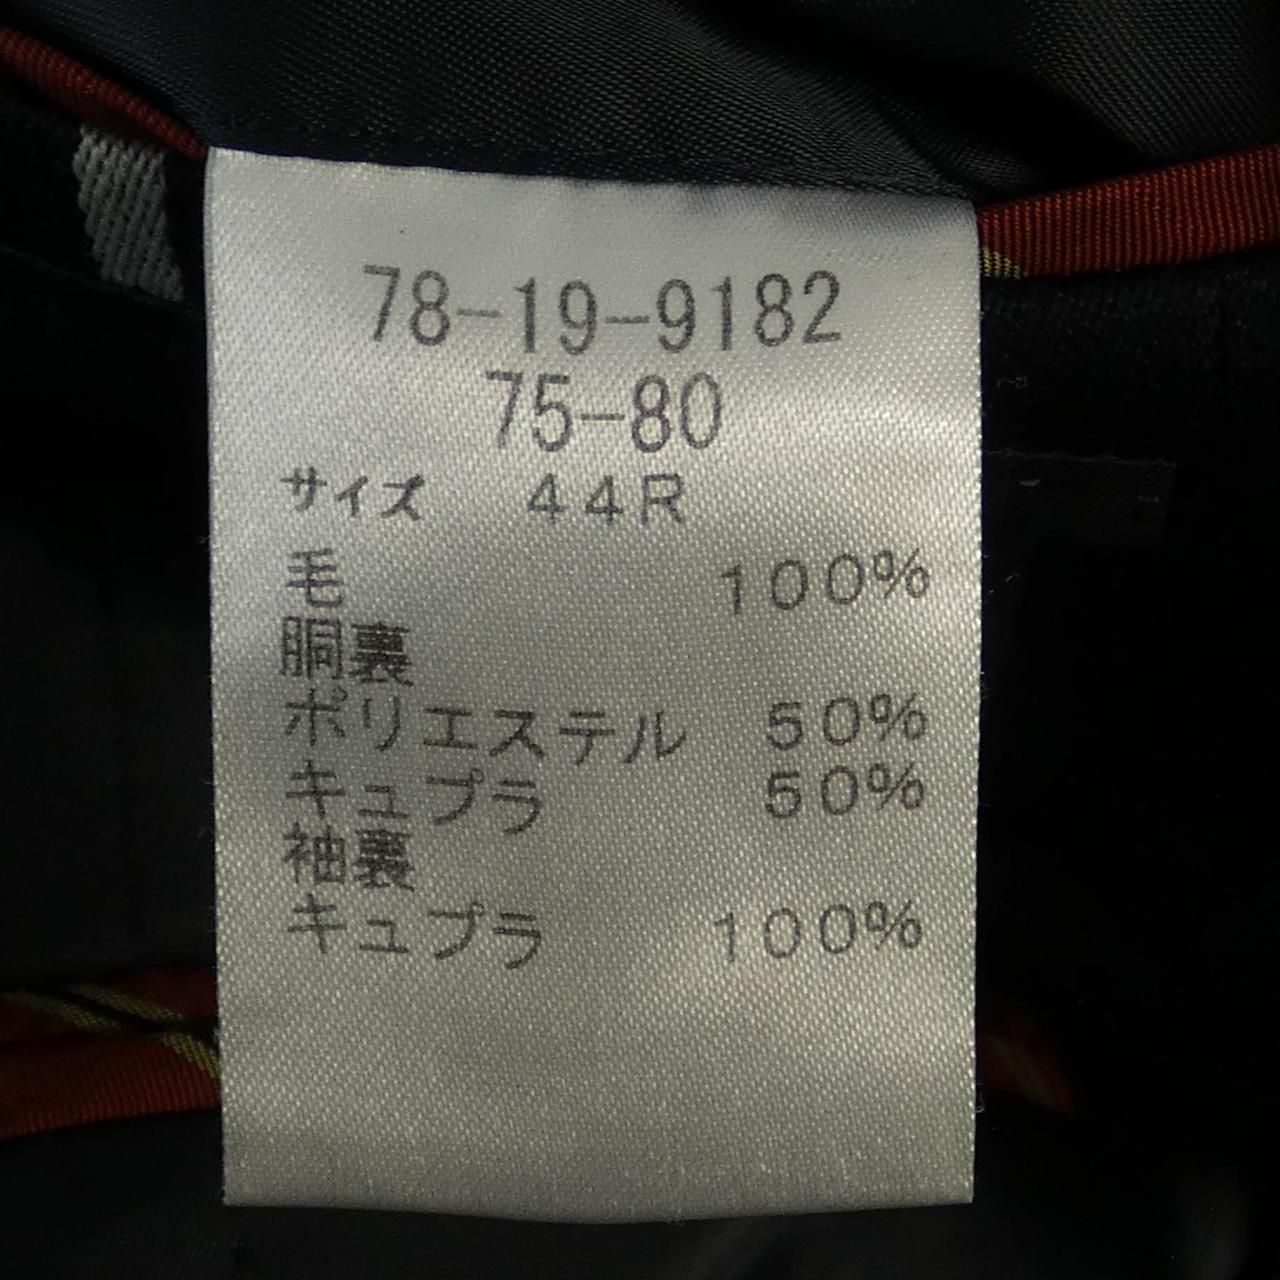 78-19-9182
75-80
サイズ 44R
毛 100%
胴裏
ポリエステル 50%
キュプラ 50%
袖裏
キュプラ 100%